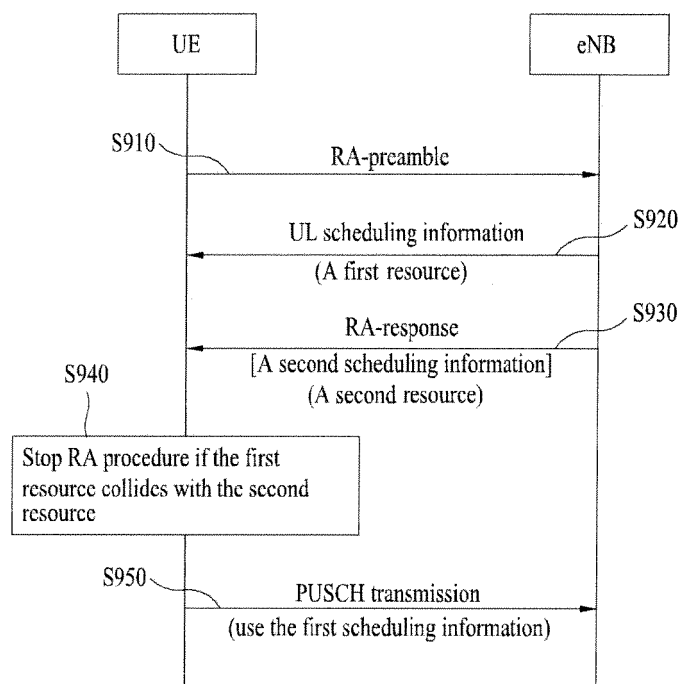 UE
eNB
S910
RA-preamble
S920
UL scheduling information
(A first resource)
S930
RA-response
[A second scheduling information]
(A second resource)
S940
Stop RA procedure if the first
resource collides with the second
resource
S950
PUSCH transmission
(use the first scheduling information)